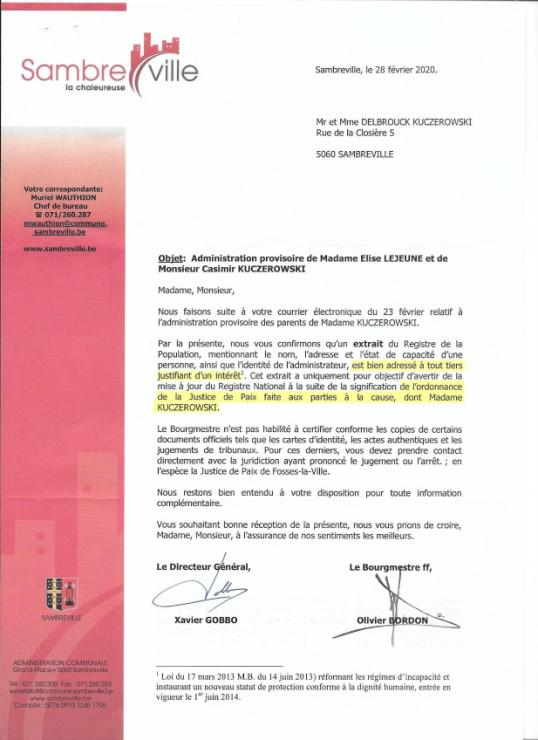 Sambreville
la chaleureuse
Sambreville, le 28 février 2020.
Mr et Mme DELBROUCK KUCZEROWSKI
Rue de la Closière 5
5060 SAMBREVILLE
Votre correspondante:
Muriel WAUTHION
Chef de bureau
☎ 071/260.287
mwauthion@commune.
sambreville.be
www.sambreville.be
Objet: Administration provisoire de Madame Elise LEJEUNE et de
Monsieur Casimir KUCZEROWSKI
Madame, Monsieur,
Nous faisons suite à votre courrier électronique du 23 février relatif à
l'administration provisoire des parents de Madame KUCZEROWSKI.
Par la présente, nous vous confirmons qu'un extrait du Registre de la
Population, mentionnant le nom, l'adresse et l'état de capacité d'une
personne, ainsi que l'identité de l'administrateur, est bien adressé à tout tiers
justifiant d'un intérêt¹. Cet extrait a uniquement pour objectif d'avertir de la
mise à jour du Registre National à la suite de la signification de l'ordonnance
de la Justice de Paix faite aux parties à la cause, dont Madame
KUCZEROWSKI.
Le Bourgmestre n'est pas habilité à certifier conforme les copies de certains
documents officiels tels que les cartes d'identité, les actes authentiques et les
jugements de tribunaux. Pour ces derniers, vous devez prendre contact
directement avec la juridiction ayant prononcé le jugement ou l'arrêt. ; en
l'espèce la Justice de Paix de Fosses-la-Ville.
Nous restons bien entendu à votre disposition pour toute information
complémentaire.
Vous souhaitant bonne réception de la présente, nous vous prions de croire,
Madame, Monsieur, à l'assurance de nos sentiments les meilleurs.
Le Directeur Général,
Le Bourgmestre ff,
Xavier GOBBO
Olivier BORDON
SAMBREVILLE
ADMINISTRATION COMMUNALE
Grand-Place • 5060 Sambreville
Tél : 071 260 200 Fax : 071 260
secretariat@commune.sambreville.be
www.sambreville.be
Compte : BE76 0910 1245 1795
¹ Loi du 17 mars 2013 M.B. du 14 juin 2013) réformant les régimes d'incapacité et
instaurant un nouveau statut de protection conforme à la dignité humaine, entrée en
vigueur le 1er juin 2014.